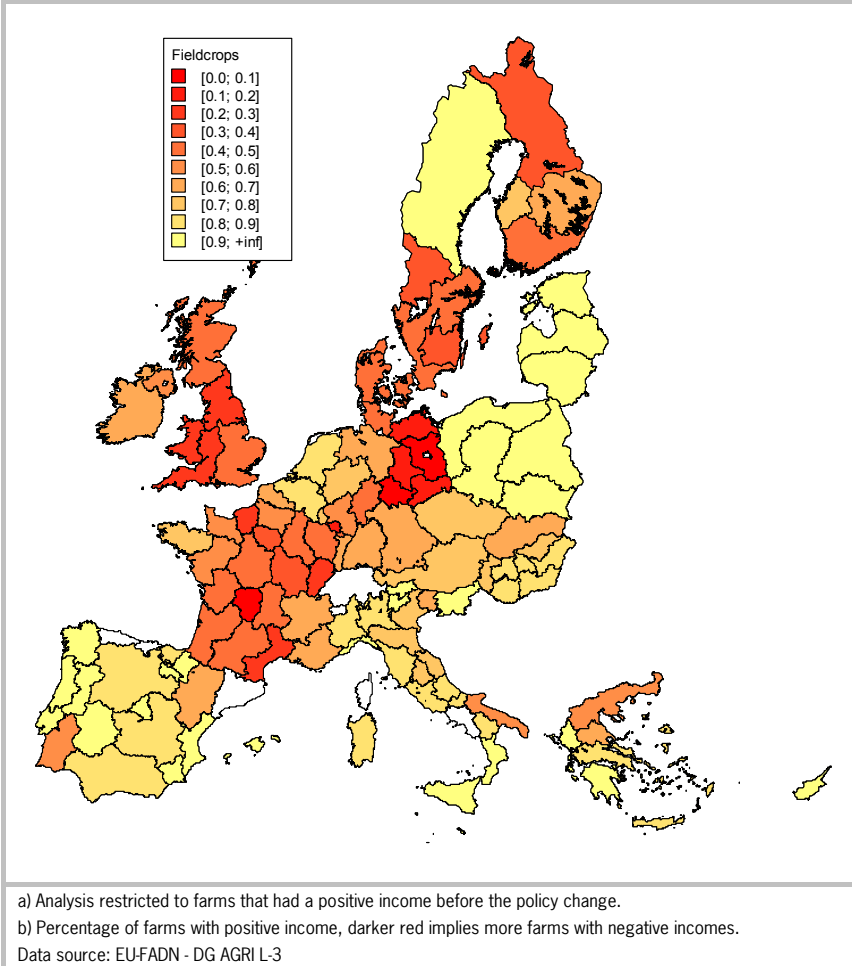 Fieldcrops
[0.0; 0.1]
[0.1; 0.2]
[0.2; 0.3]
[0.3; 0.4]
[0.4; 0.5]
[0.5; 0.6]
[0.6; 0.7]
[0.7; 0.8]
[0.8; 0.9]
[0.9; +inf]
a) Analysis restricted to farms that had a positive income before the policy change.
b) Percentage of farms with positive income, darker red implies more farms with negative incomes.
Data source: EU-FADN - DG AGRI L-3